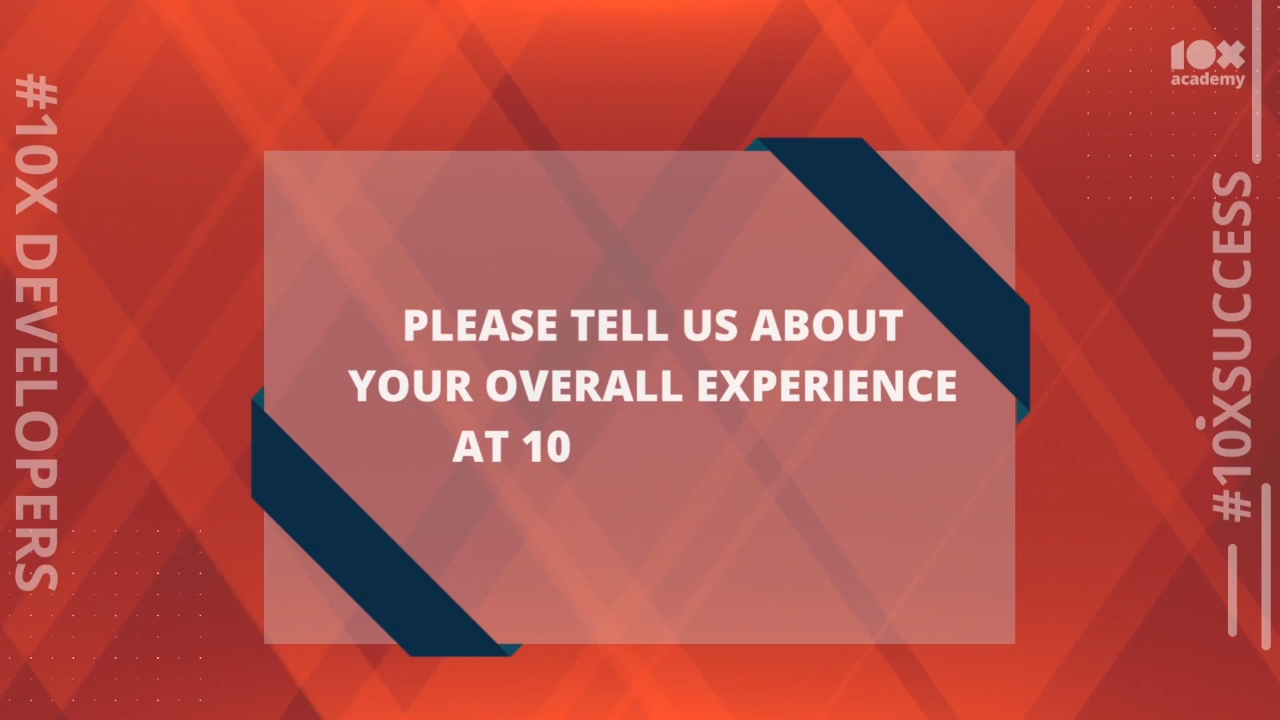 #10X DEVELOPERS
10x
academy
PLEASE TELL US ABOUT
YOUR OVERALL EXPERIENCE
AT 10
#10XSUCCESS